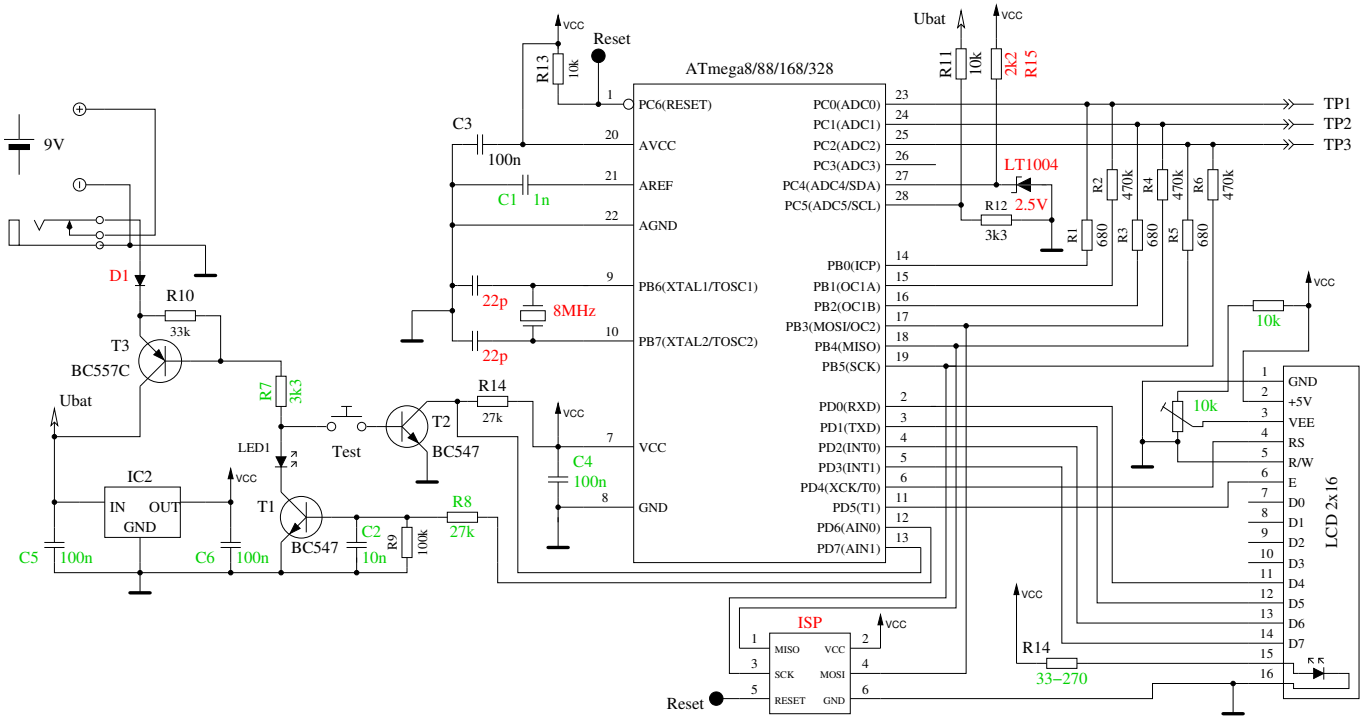 ATmega8/88/168/328
VCC
R13
10k
Reset
1
PC6(RESET)
20
AVCC
21
AREF
22
AGND
9
PB6(XTAL1/TOSC1)
10
PB7(XTAL2/TOSC2)
7
VCC
8
GND
23
PC0(ADC0)
24
PC1(ADC1)
25
PC2(ADC2)
26
PC3(ADC3)
27
PC4(ADC4/SDA)
28
PC5(ADC5/SCL)
14
PB0(ICP)
15
PB1(OC1A)
16
PB2(OC1B)
17
PB3(MOSI/OC2)
18
PB4(MISO)
19
PB5(SCK)
2
PD0(RXD)
3
PD1(TXD)
4
PD2(INT0)
5
PD3(INT1)
6
PD4(XCK/T0)
11
PD5(T1)
12
PD6(AIN0)
13
PD7(AIN1)
C3
100n
C1
1n
22p
22p
8MHz
9V
+
−
D1
R10
33k
T3
BC557C
R7
3k3
Ubat
Test
T2
BC547
R14
27k
VCC
C4
100n
LED1
IC2
IN
OUT
GND
VCC
C5
100n
C6
100n
T1
BC547
C2
10n
R9
100k
R8
27k
Ubat
R11
10k
VCC
2k2
R15
LT1004
2.5V
R12
3k3
TP1
TP2
TP3
R1
680
R2
470k
R3
680
R4
470k
R5
680
R6
470k
VCC
10k
10k
LCD 2x16
1
GND
2
+5V
3
VEE
4
RS
5
R/W
6
E
7
D0
8
D1
9
D2
10
D3
11
D4
12
D5
13
D6
14
D7
15
16
VCC
R14
33−270
ISP
1
MISO
VCC
2
VCC
3
SCK
MOSI
4
Reset
5
RESET
GND
6